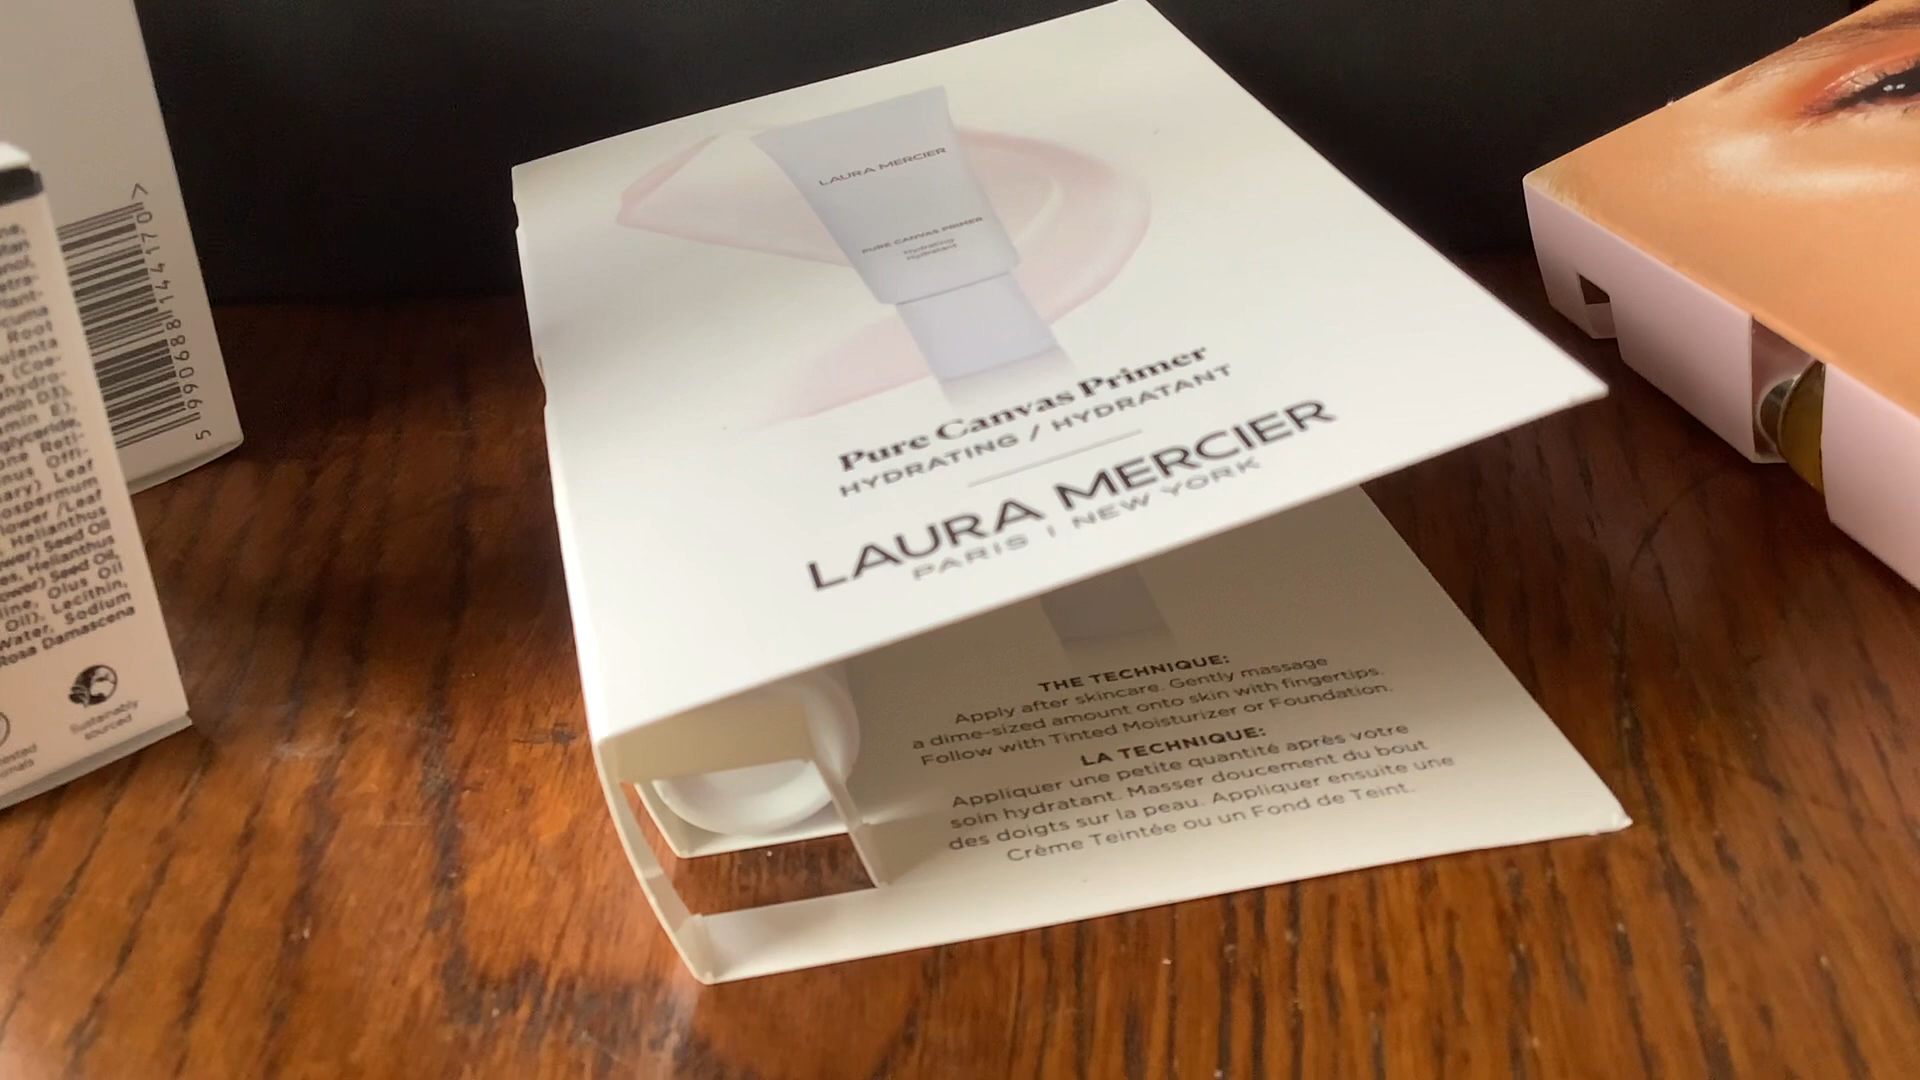 LAURA MERCIER
PURE CANVAS PRIMER
Hydrating
Hydratant
Pure Canvas Primer
HYDRATING / HYDRATANT
LAURA MERCIER
PARIS | NEW YORK
THE TECHNIQUE:
Apply after skincare. Gently massage
a dime-sized amount onto skin with fingertips.
Follow with Tinted Moisturizer or Foundation.
LA TECHNIQUE:
Appliquer une petite quantité après votre
soin hydratant. Masser doucement du bout
des doigts sur la peau. Appliquer ensuite une
Crème Teintée ou un Fond de Teint.
5 990688 144170 >
Root
(Coe-
E),
Leaf
Helianthus
Seed Oil
Helianthus
Seed Oil
Olus Oil
Oil), Lecithin,
Water, Sodium
Rosa Damascena
Sustainably
sourced